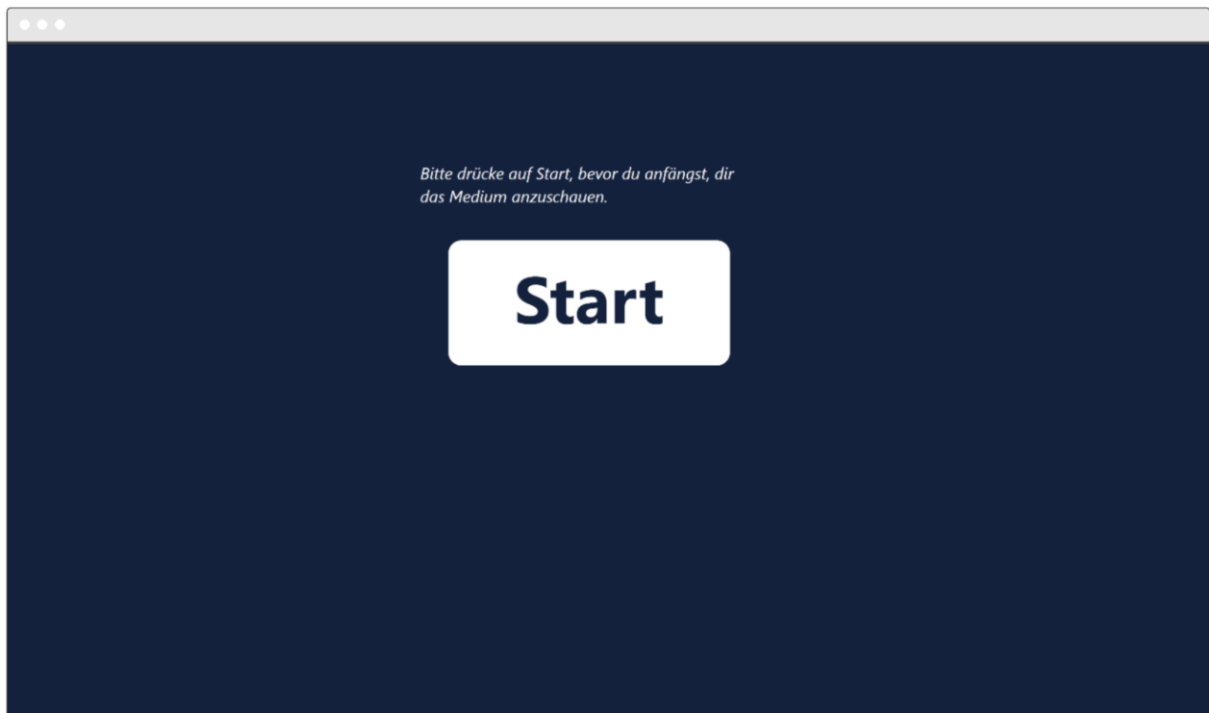 Bitte drücke auf Start, bevor du anfängst, dir
das Medium anzuschauen.
Start